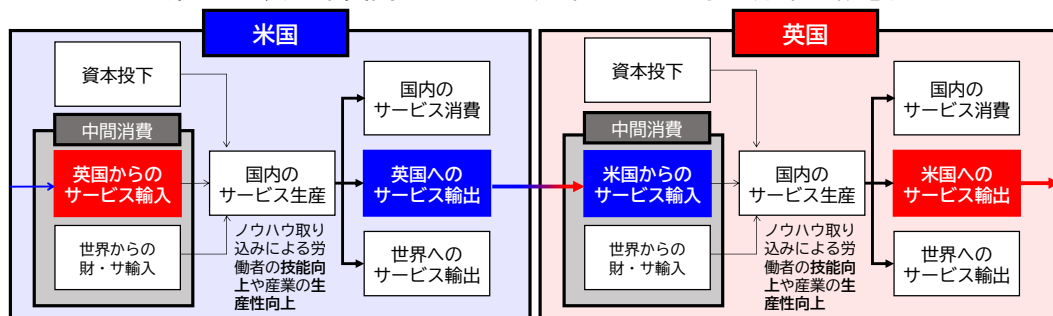 米国
資本投下
中間消費
英国からの
サービス輸入
世界からの
財・サ輸入
国内の
サービス生産
ノウハウ取り
込みによる労
働者の技能向
上や産業の生
産性向上
国内の
サービス消費
英国への
サービス輸出
世界への
サービス輸出
英国
資本投下
中間消費
米国からの
サービス輸入
世界からの
財・サ輸入
国内の
サービス生産
ノウハウ取り
込みによる労
働者の技能向
上や産業の生
産性向上
国内の
サービス消費
米国への
サービス輸出
世界への
サービス輸出